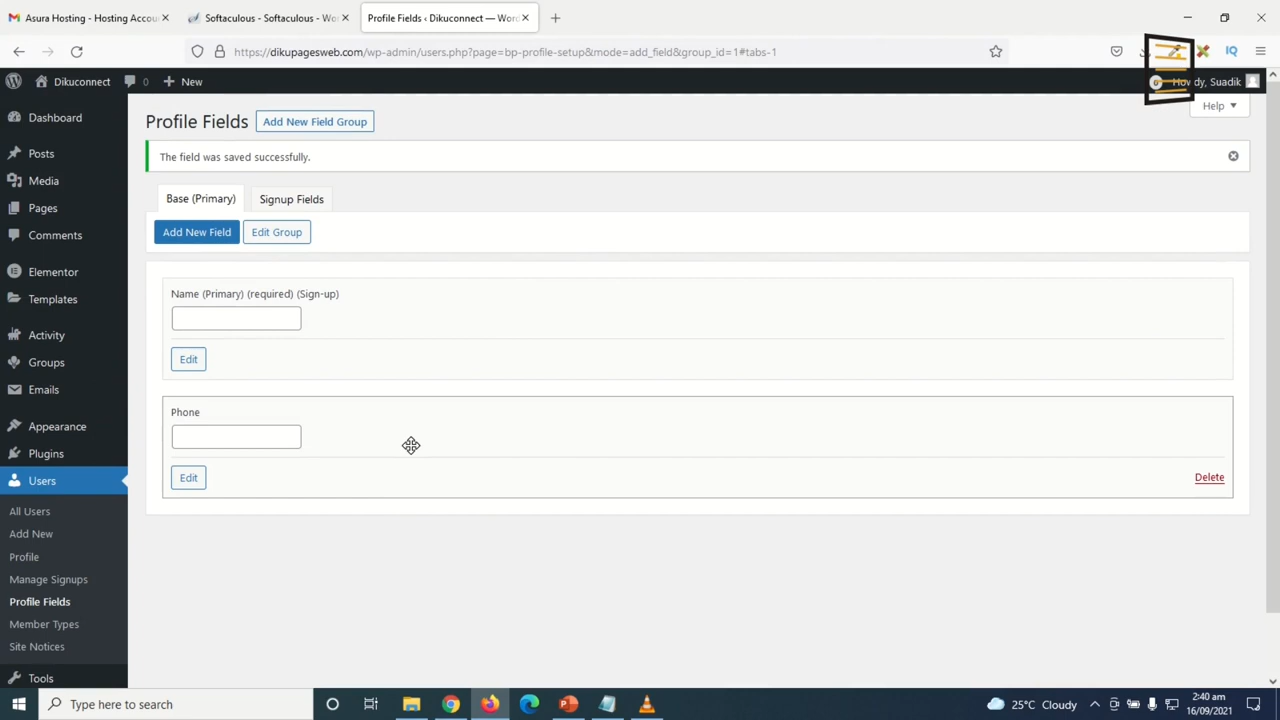 Asura Hosting - Hosting Accou
Softaculous - Softaculous - Wo
Profile Fields ‹ Dikuconnect — Word
https://dikupagesweb.com/wp-admin/users.php?page=bp-profile-setup&mode=add_field&group_id=1#tabs-1
IQ
Dikuconnect
0
New
Howdy, Suadik
Dashboard
Posts
Media
Pages
Comments
Elementor
Templates
Activity
Groups
Emails
Appearance
Plugins
Users
All Users
Add New
Profile
Manage Signups
Profile Fields
Member Types
Site Notices
Tools
Help
Profile Fields
Add New Field Group
The field was saved successfully.
Base (Primary)
Signup Fields
Add New Field
Edit Group
Name (Primary) (required) (Sign-up)
Edit
Phone
Edit
Delete
Type here to search
25°C Cloudy
2:40 am
16/09/2021